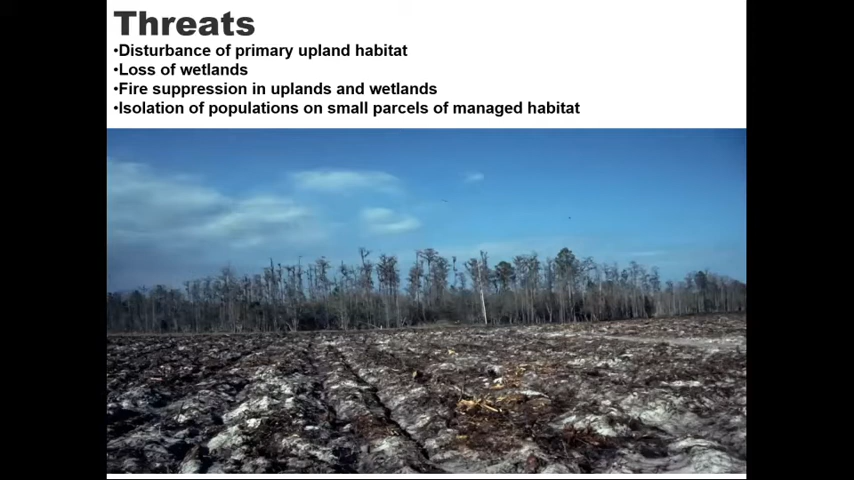 Threats
•Disturbance of primary upland habitat
•Loss of wetlands
•Fire suppression in uplands and wetlands
•Isolation of populations on small parcels of managed habitat